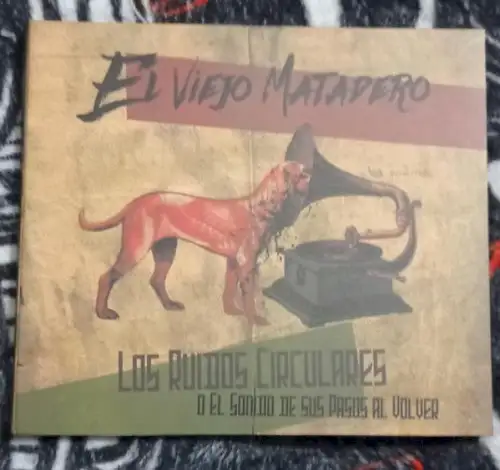 El Viejo Matadero
Los Ruidos Circulares
o El Sonido de sus Pasos al Volver